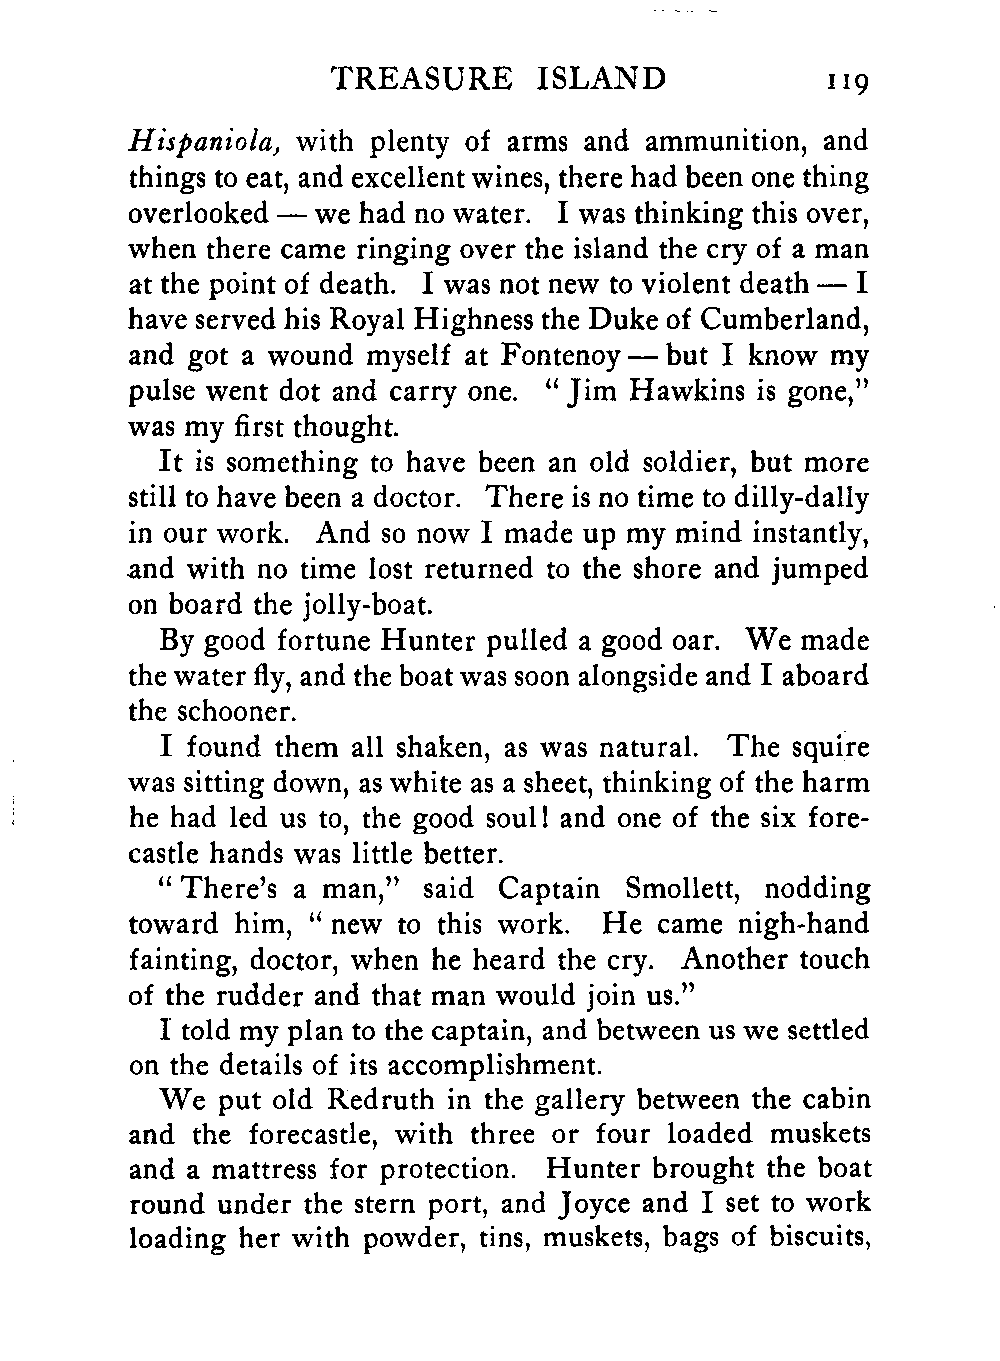 TREASURE ISLAND 119
Hispaniola, with plenty of arms and ammunition, and
things to eat, and excellent wines, there had been one thing
overlooked — we had no water. I was thinking this over,
when there came ringing over the island the cry of a man
at the point of death. I was not new to violent death — I
have served his Royal Highness the Duke of Cumberland,
and got a wound myself at Fontenoy — but I know my
pulse went dot and carry one. " Jim Hawkins is gone,"
was my first thought.
It is something to have been an old soldier, but more
still to have been a doctor. There is no time to dilly-dally
in our work. And so now I made up my mind instantly,
and with no time lost returned to the shore and jumped
on board the jolly-boat.
By good fortune Hunter pulled a good oar. We made
the water fly, and the boat was soon alongside and I aboard
the schooner.
I found them all shaken, as was natural. The squire
was sitting down, as white as a sheet, thinking of the harm
he had led us to, the good soul! and one of the six fore-
castle hands was little better.
" There's a man," said Captain Smollett, nodding
toward him, " new to this work. He came nigh-hand
fainting, doctor, when he heard the cry. Another touch
of the rudder and that man would join us."
I told my plan to the captain, and between us we settled
on the details of its accomplishment.
We put old Redruth in the gallery between the cabin
and the forecastle, with three or four loaded muskets
and a mattress for protection. Hunter brought the boat
round under the stern port, and Joyce and I set to work
loading her with powder, tins, muskets, bags of biscuits,